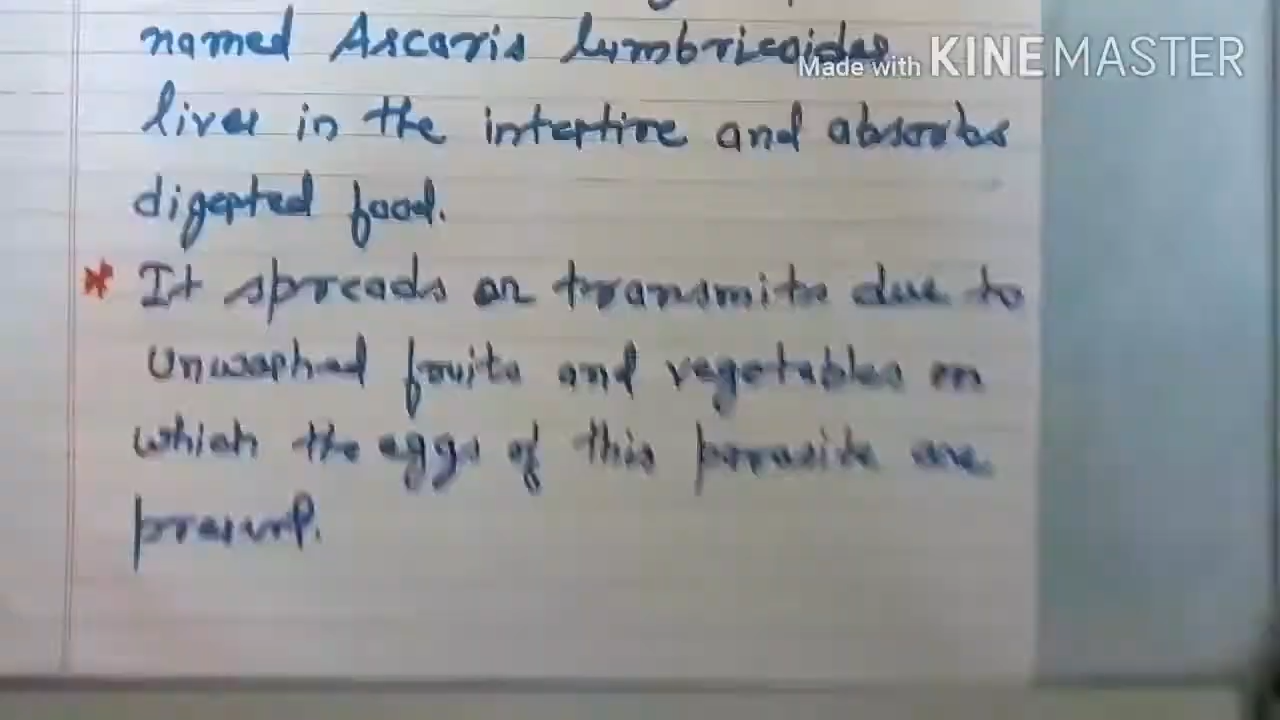 named Ascaris lumbricoides
Made with KINEMASTER
lives in the intestine and absorbs
digested food.
* It spreads or transmits due to
unwashed fruits and vegetables on
which the eggs of this parasite are
present.